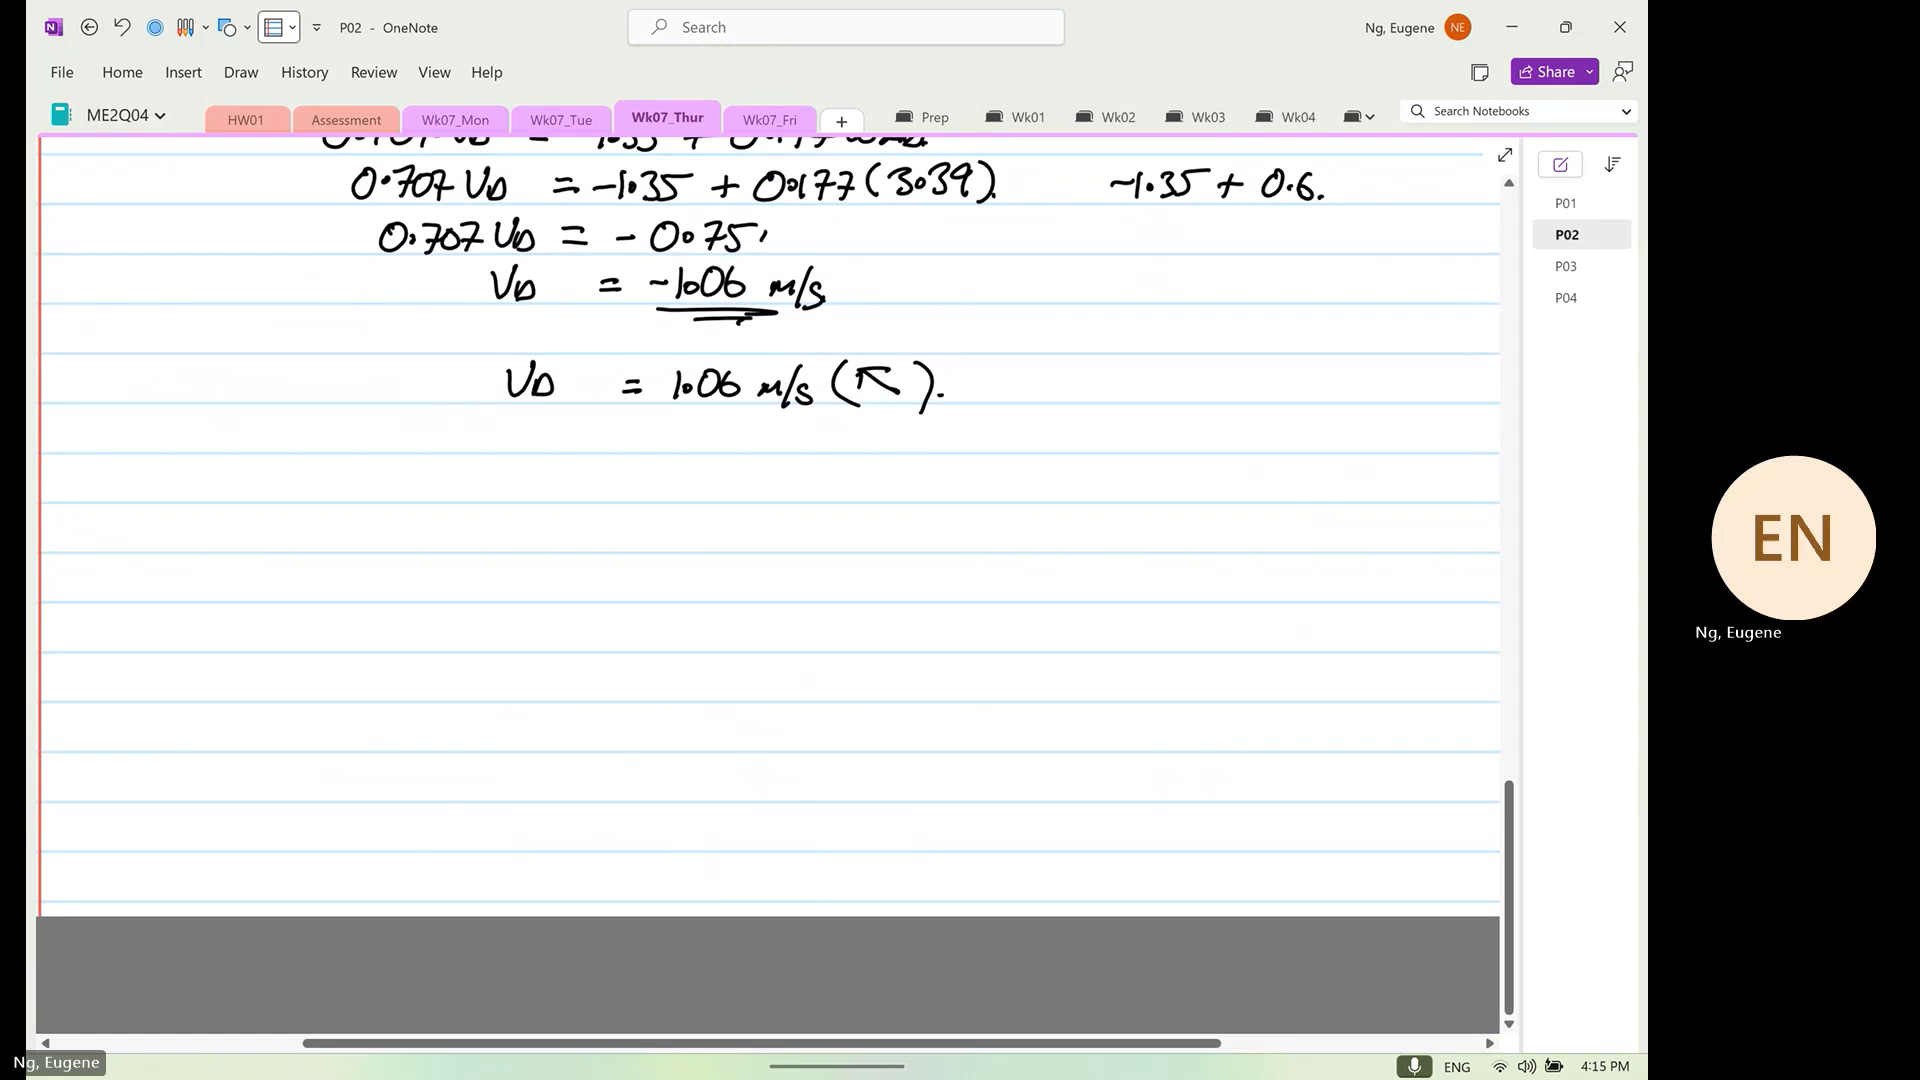 P02 - OneNote
Search
Ng, Eugene
NE
File Home Insert Draw History Review View Help
Share
ME2Q04
HW01 Assessment Wk07_Mon Wk07_Tue Wk07_Thur Wk07_Fri + Prep Wk01 Wk02 Wk03 Wk04
Search Notebooks
0.707 VD = -1.35 + 0.177 (3.39). -1.35 + 0.6.
0.707 VD = - 0.75
VD = -1.06 m/s
VD = 1.06 m/s (↖).
P01
P02
P03
P04
EN
Ng, Eugene
Ng, Eugene
ENG
4:15 PM